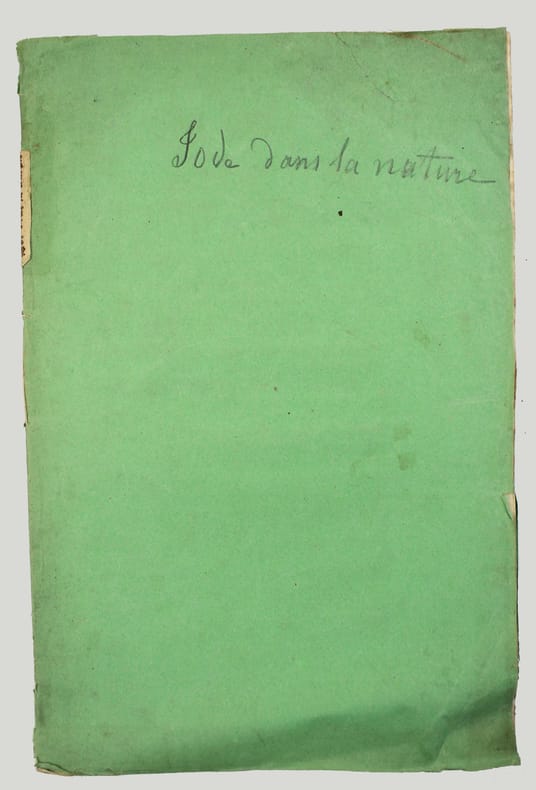 Iode dans la nature